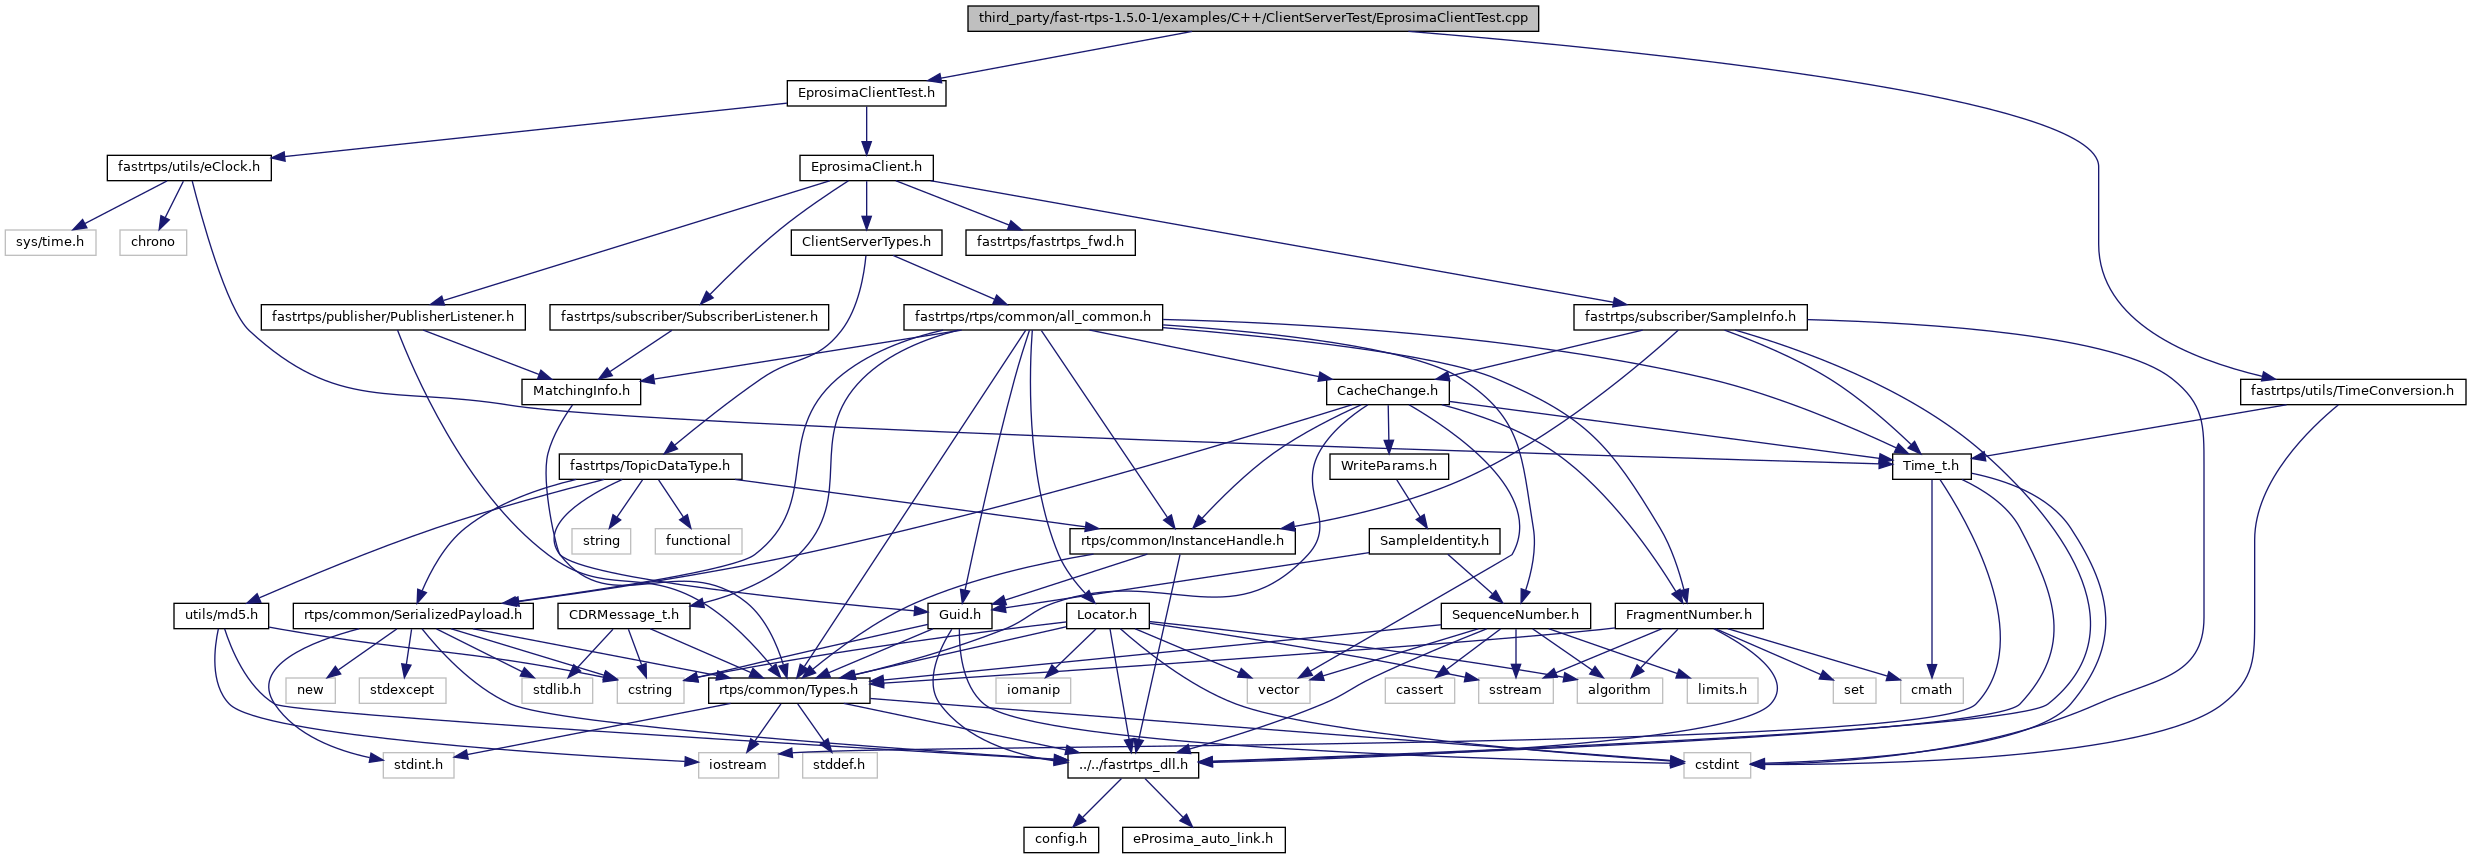 third_party/fast-rtps-1.5.0-1/examples/C++/ClientServerTest/EprosimaClientTest.cpp
EprosimaClientTest.h
fastrtps/utils/eClock.h
EprosimaClient.h
sys/time.h
chrono
ClientServerTypes.h
fastrtps/fastrtps_fwd.h
fastrtps/publisher/PublisherListener.h
fastrtps/subscriber/SubscriberListener.h
fastrtps/rtps/common/all_common.h
fastrtps/subscriber/SampleInfo.h
MatchingInfo.h
CacheChange.h
fastrtps/utils/TimeConversion.h
fastrtps/TopicDataType.h
WriteParams.h
Time_t.h
string
functional
rtps/common/InstanceHandle.h
SampleIdentity.h
utils/md5.h
rtps/common/SerializedPayload.h
CDRMessage_t.h
Guid.h
Locator.h
SequenceNumber.h
FragmentNumber.h
new
stdexcept
stdlib.h
cstring
rtps/common/Types.h
iomanip
vector
cassert
sstream
algorithm
limits.h
set
cmath
stdint.h
iostream
stddef.h
../../fastrtps_dll.h
cstdint
config.h
eProsima_auto_link.h